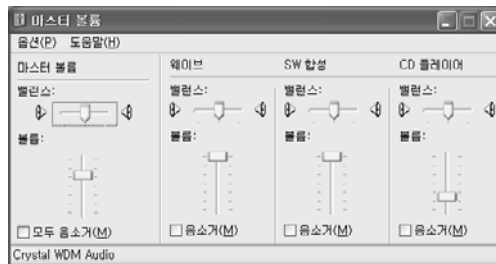 마스터 볼륨
옵션(P) 도움말(H)
마스터 볼륨
밸런스:
볼륨:
모두 음소거(M)
웨이브
밸런스:
볼륨:
음소거(M)
SW 합성
밸런스:
볼륨:
음소거(M)
CD 플레이어
밸런스:
볼륨:
음소거(M)
Crystal WDM Audio